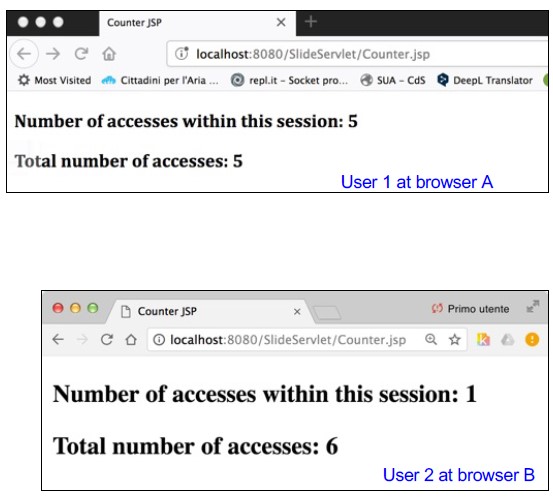 Counter JSP
localhost:8080/SlideServlet/Counter.jsp
Most Visited Cittadini per l'Aria ... repl.it - Socket pro... SUA - CdS DeepL Translator
Number of accesses within this session: 5
Total number of accesses: 5
User 1 at browser A
Counter JSP Primo utente
localhost:8080/SlideServlet/Counter.jsp
Number of accesses within this session: 1
Total number of accesses: 6
User 2 at browser B